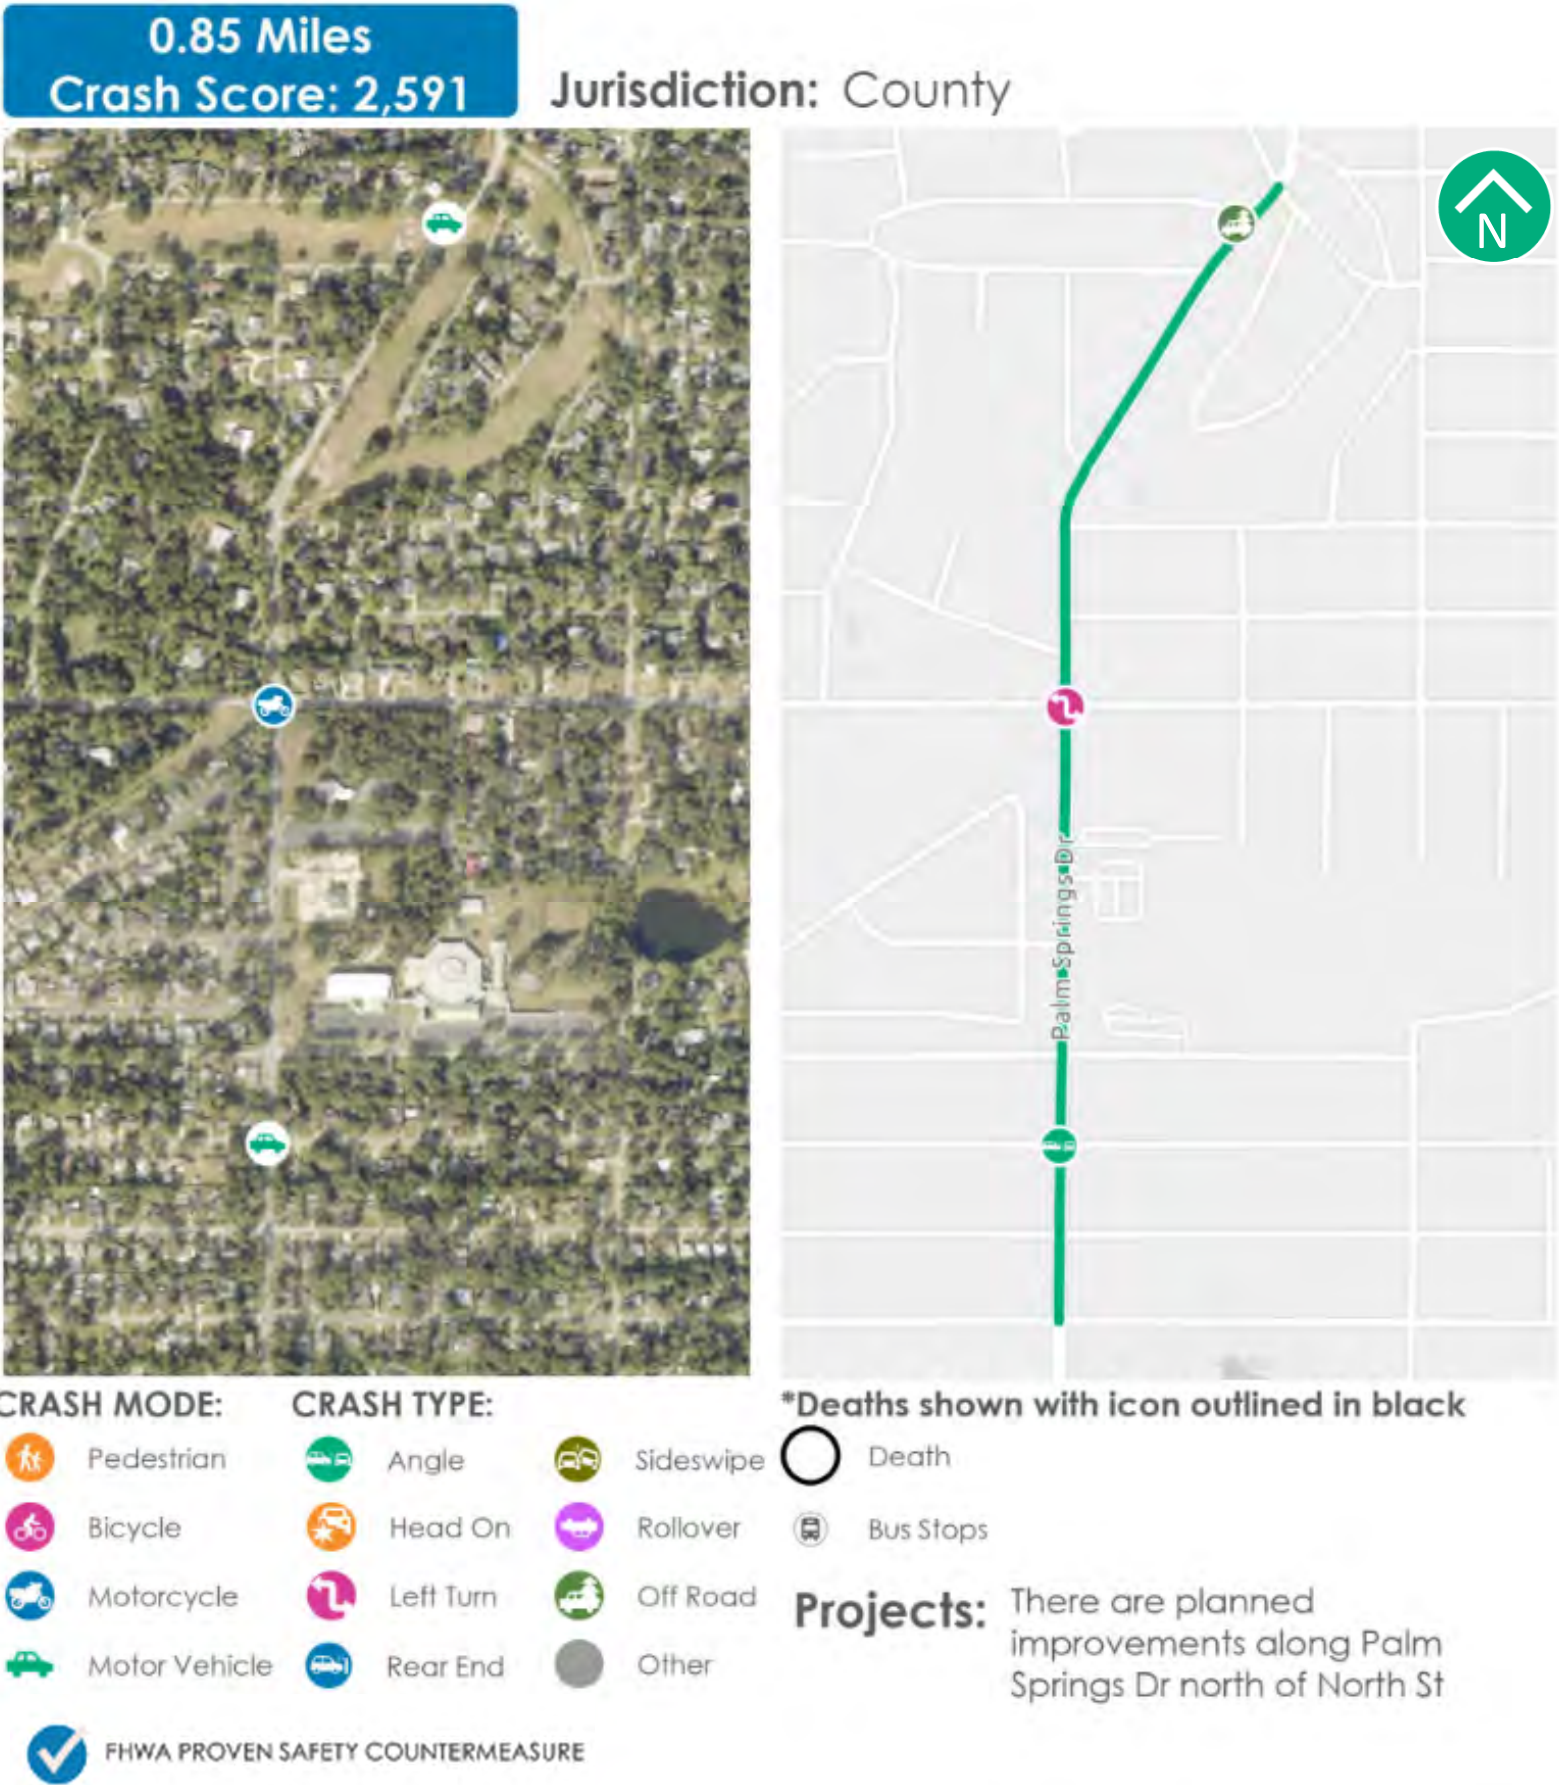 0.85 Miles
Crash Score: 2,591
Jurisdiction: County
N
Palm Springs Dr
CRASH MODE:
Pedestrian
Bicycle
Motorcycle
Motor Vehicle
CRASH TYPE:
Angle
Head On
Left Turn
Rear End
Sideswipe
Rollover
Off Road
Other
*Deaths shown with icon outlined in black
Death
Bus Stops
Projects: There are planned
improvements along Palm
Springs Dr north of North St
FHWA PROVEN SAFETY COUNTERMEASURE